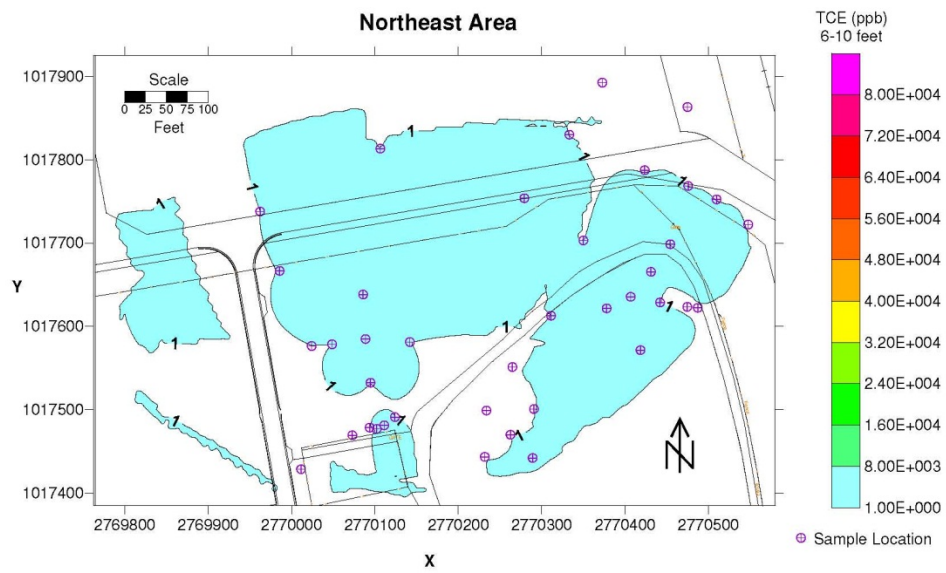 Northeast Area
TCE (ppb)
6-10 feet
Scale
0 25 50 75 100
Feet
1017900
1017800
1017700
1017600
1017500
1017400
Y
1
1
1
1
1
1
1
1
1
1
1
1
1
N
8.00E+004
7.20E+004
6.40E+004
5.60E+004
4.80E+004
4.00E+004
3.20E+004
2.40E+004
1.60E+004
8.00E+003
1.00E+000
Sample Location
2769800 2769900 2770000 2770100 2770200 2770300 2770400 2770500
X